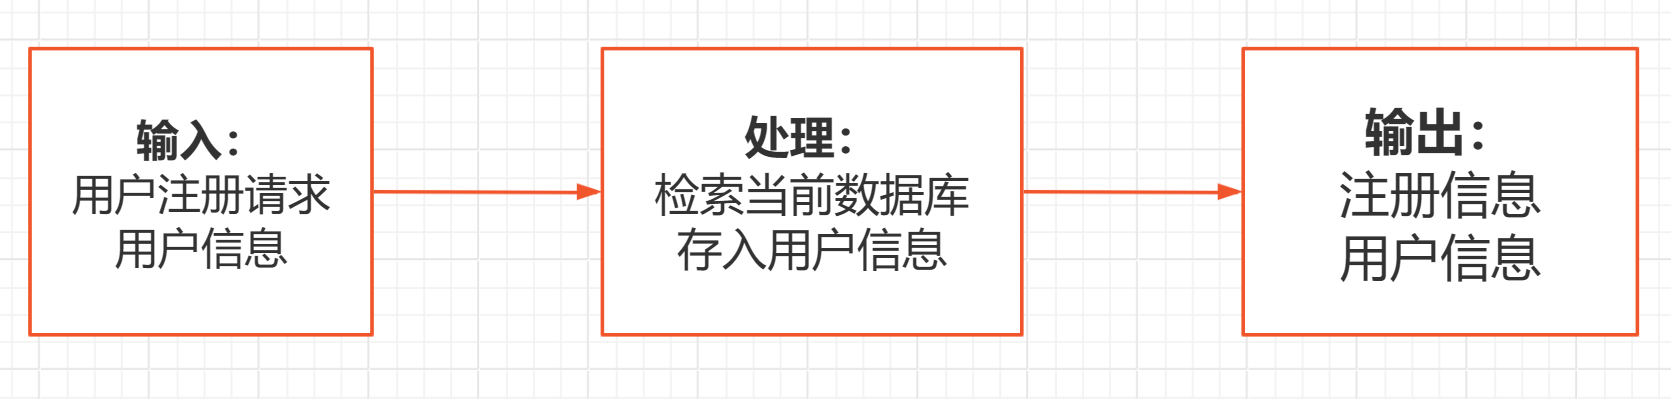 输入：
用户注册请求
用户信息
处理：
检索当前数据库
存入用户信息
输出：
注册信息
用户信息